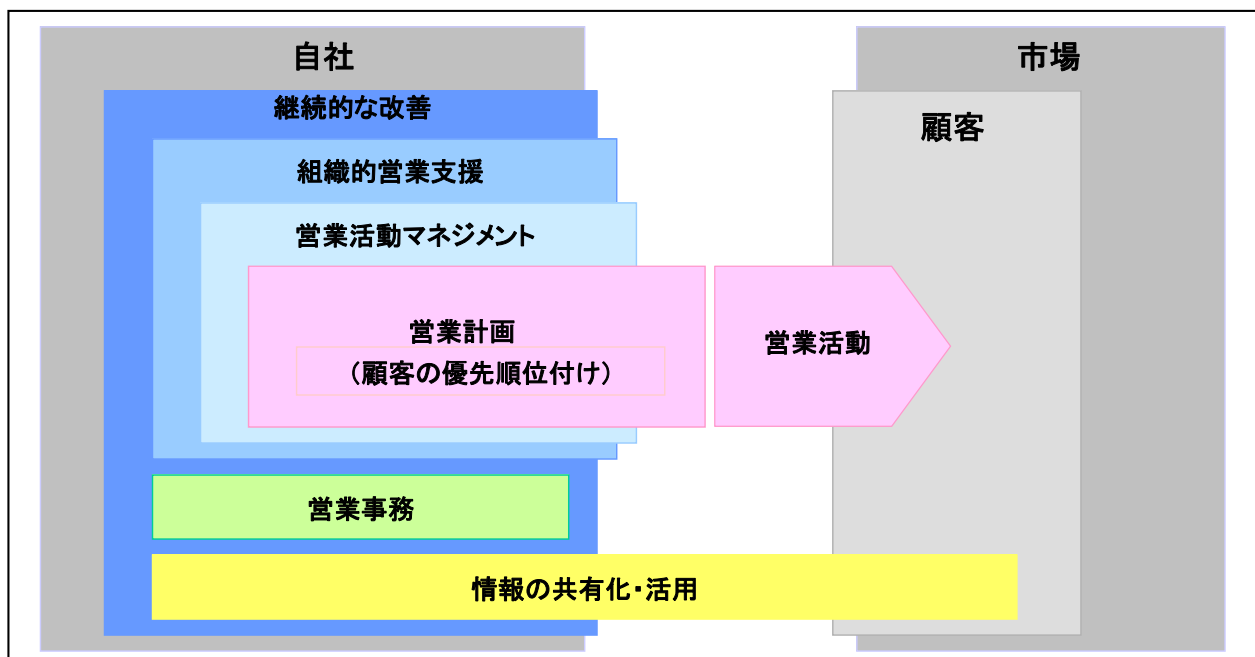 自社
市場
継続的な改善
顧客
組織的営業支援
営業活動マネジメント
営業計画
（顧客の優先順位付け）
営業活動
営業事務
情報の共有化・活用